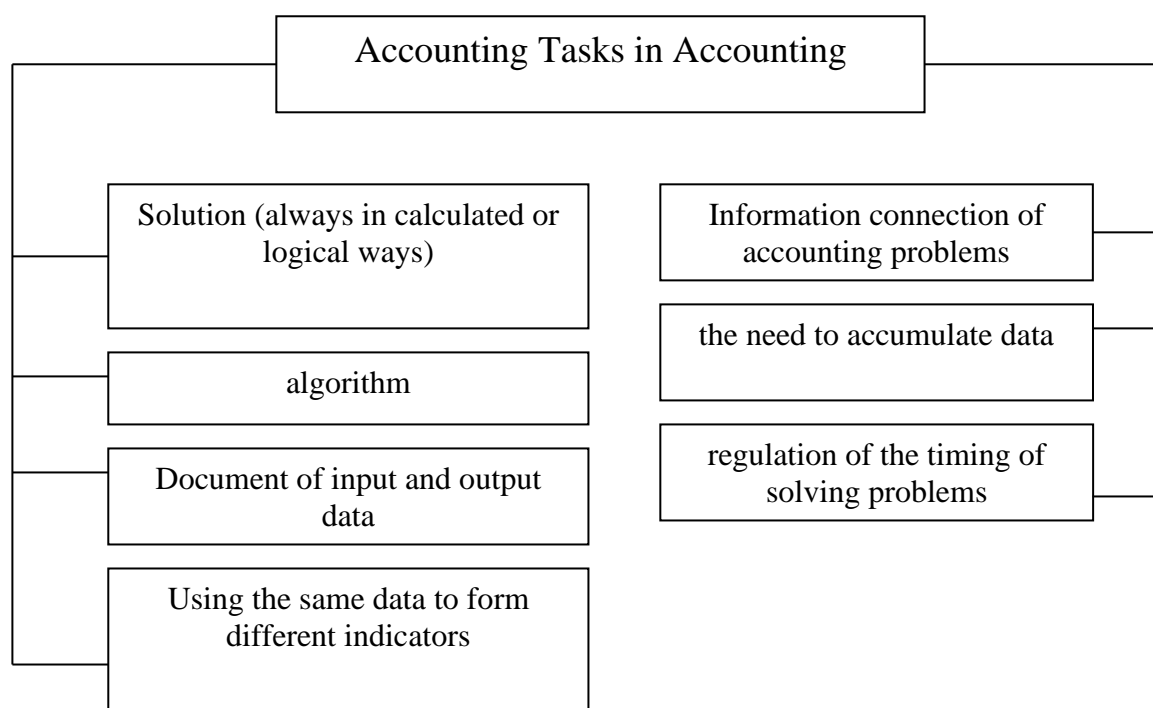 Accounting Tasks in Accounting
Solution (always in calculated or
logical ways)
algorithm
Document of input and output
data
Using the same data to form
different indicators
Information connection of
accounting problems
the need to accumulate data
regulation of the timing of
solving problems